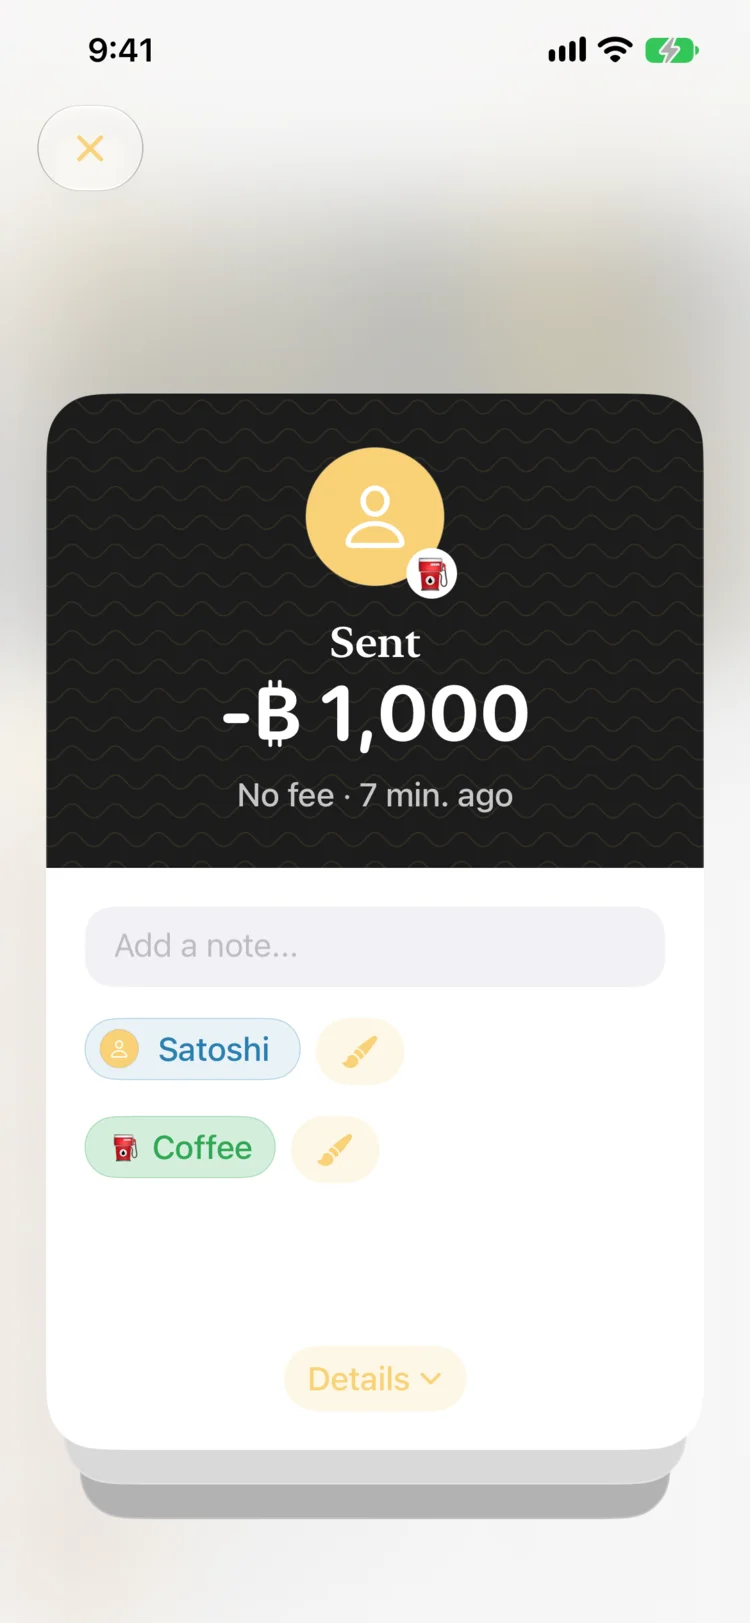 9:41
Sent
-₿ 1,000
No fee · 7 min. ago
Add a note...
Satoshi
Coffee
Details